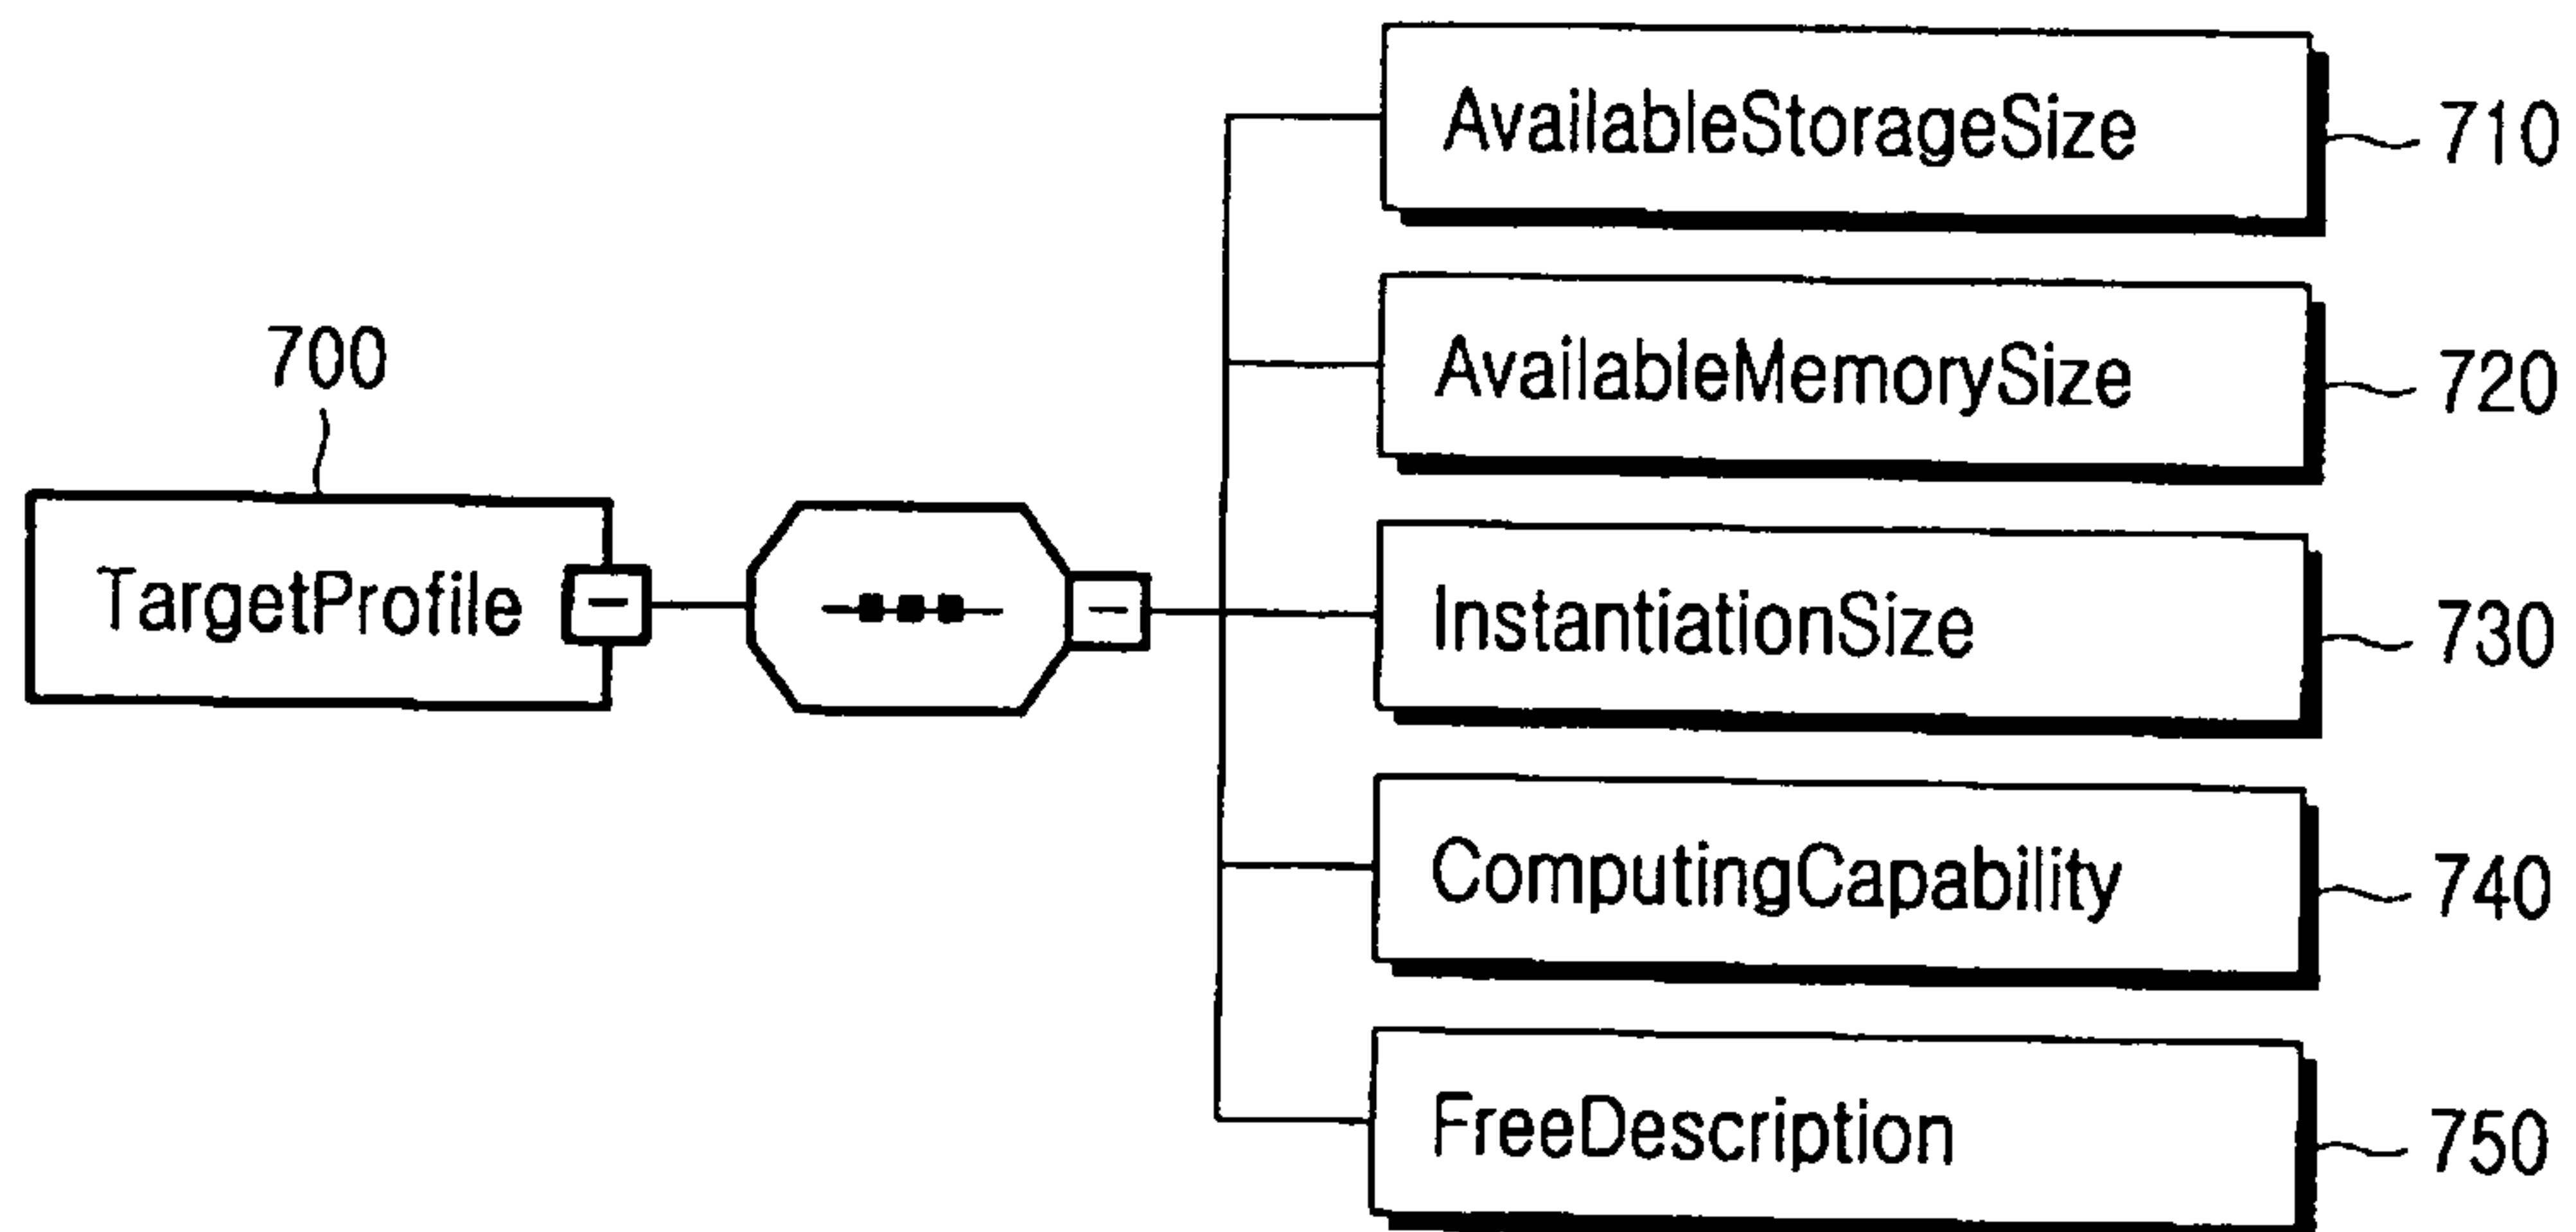 AvailableStorageSize 710
AvailableMemorySize 720
700
TargetProfile
InstantiationSize 730
ComputingCapability 740
FreeDescription 750